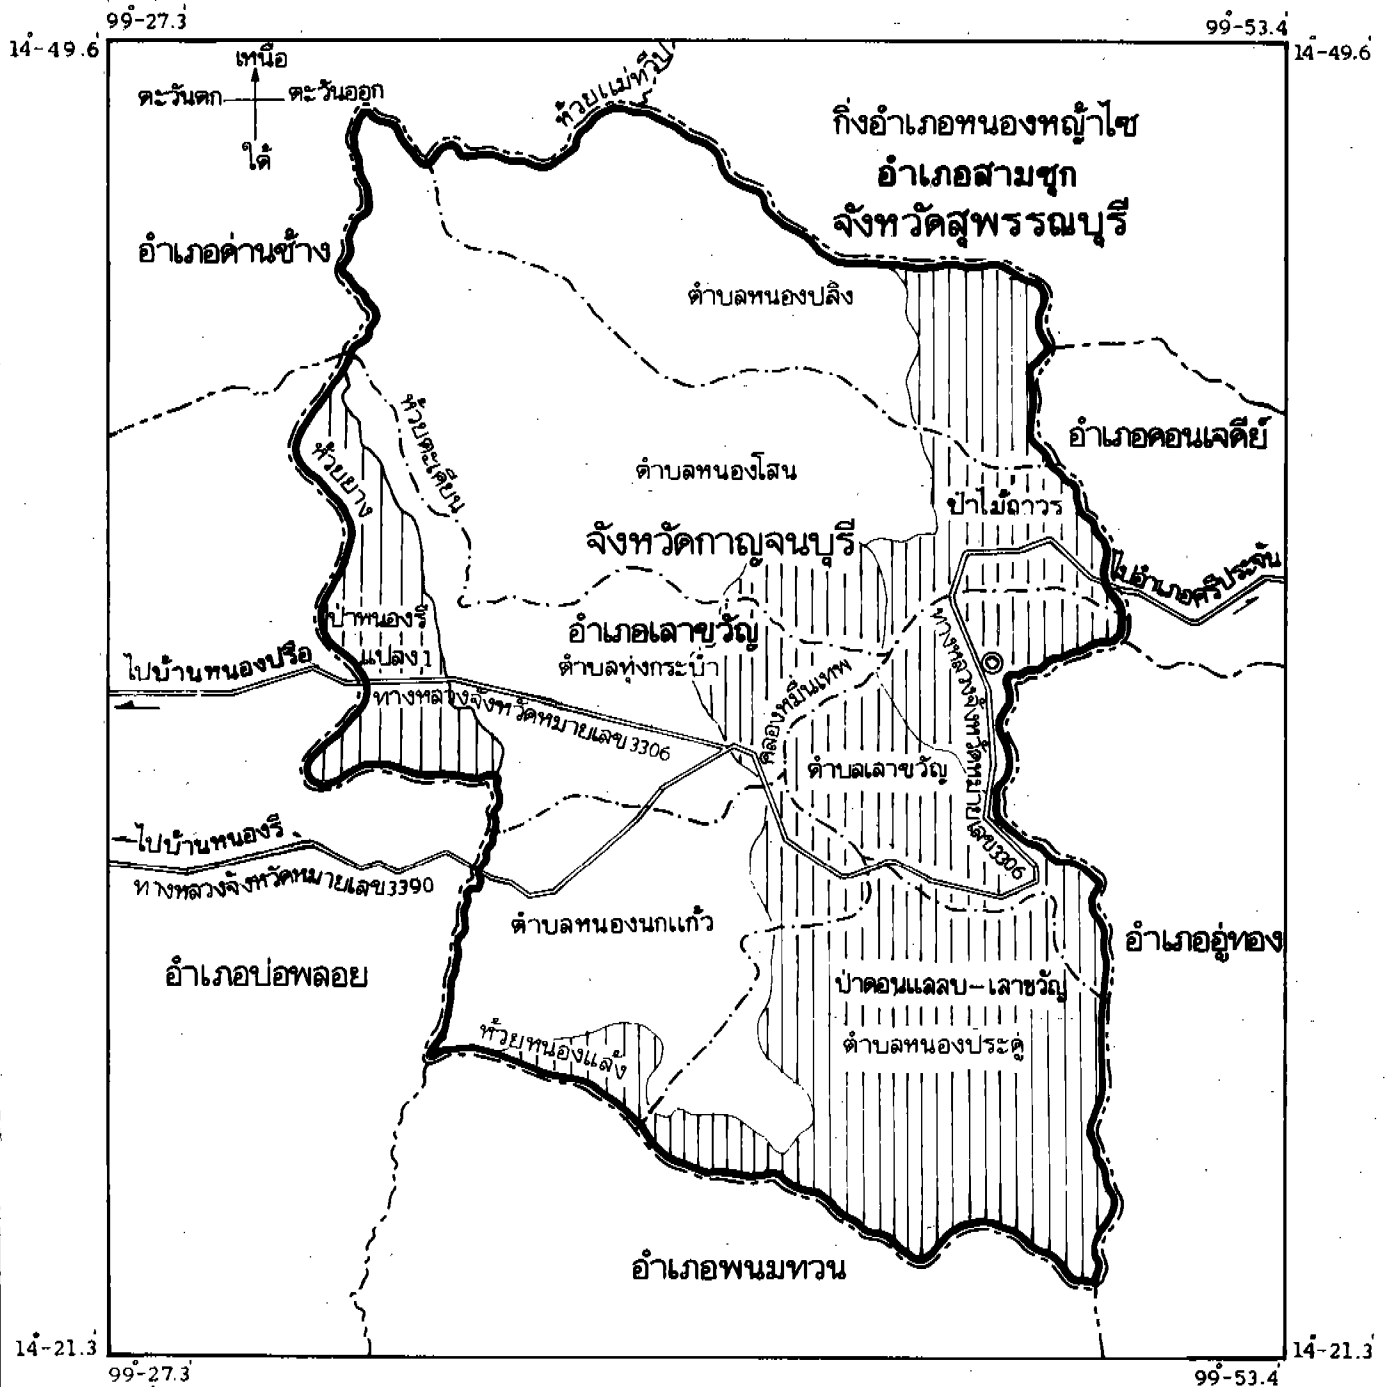 99°-27.3'
99°-53.4'
14°-49.6'
14°-49.6'
เหนือ
ตะวันตก
ตะวันออก
ใต้
ห้วยแม่ทวีป
กิ่งอำเภอหนองหญ้าไซ
อำเภอสามชุก
จังหวัดสุพรรณบุรี
อำเภอด่านช้าง
ตำบลหนองปลิง
ห้วยตะเคียน
อำเภอดอนเจดีย์
ห้วยยาง
ตำบลหนองโสน
ป่าไม้ถาวร
จังหวัดกาญจนบุรี
ไปอำเภอศรีประจัน
ป่าหนองรี
แปลง 1
อำเภอเลาขวัญ
ตำบลทุ่งกระบ่ำ
ทางหลวงจังหวัดหมายเลข 3306
ไปบ้านหนองปรือ
ทางหลวงจังหวัดหมายเลข 3306
คลองหมื่นเทพ
ตำบลเลาขวัญ
ไปบ้านหนองรี
ทางหลวงจังหวัดหมายเลข 3390
ตำบลหนองนกแก้ว
อำเภออู่ทอง
อำเภอบ่อพลอย
ป่าดอนแสลบ-เลาขวัญ
ห้วยหนองแล้ง
ตำบลหนองประดู่
อำเภอพนมทวน
14°-21.3'
14°-21.3'
99°-27.3'
99°-53.4'